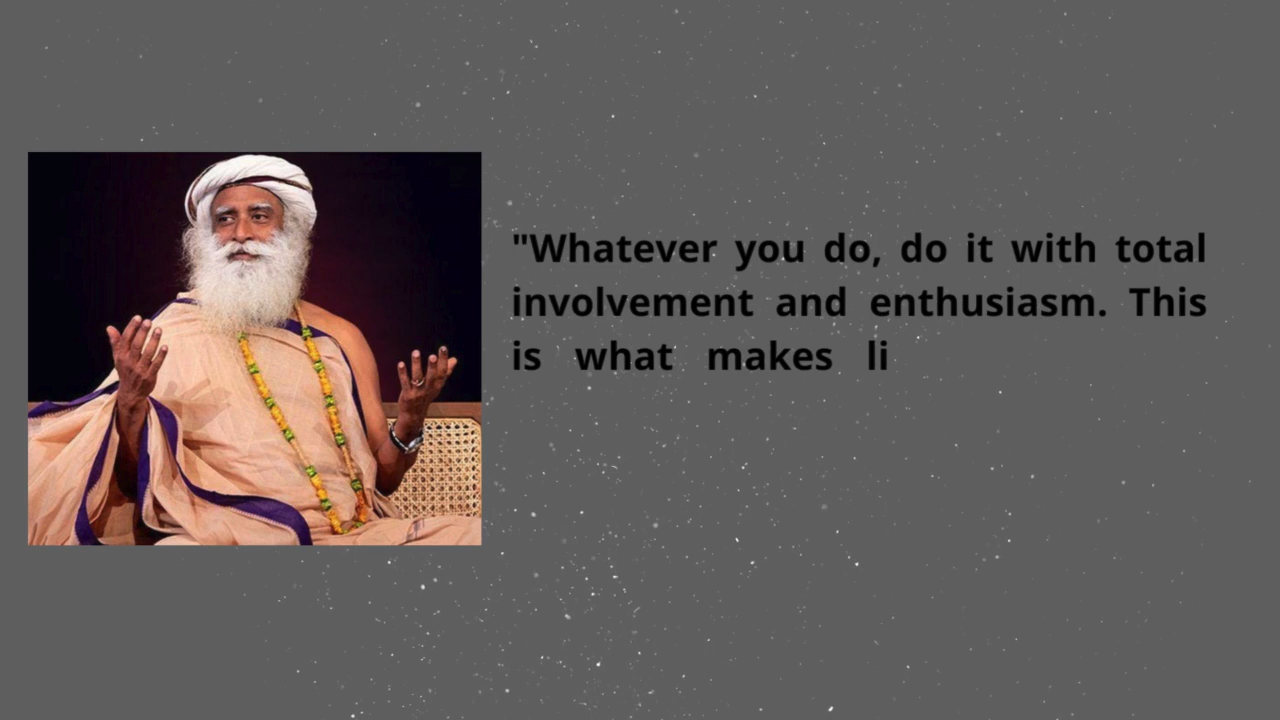 "Whatever you do, do it with total
involvement and enthusiasm. This
is what makes li